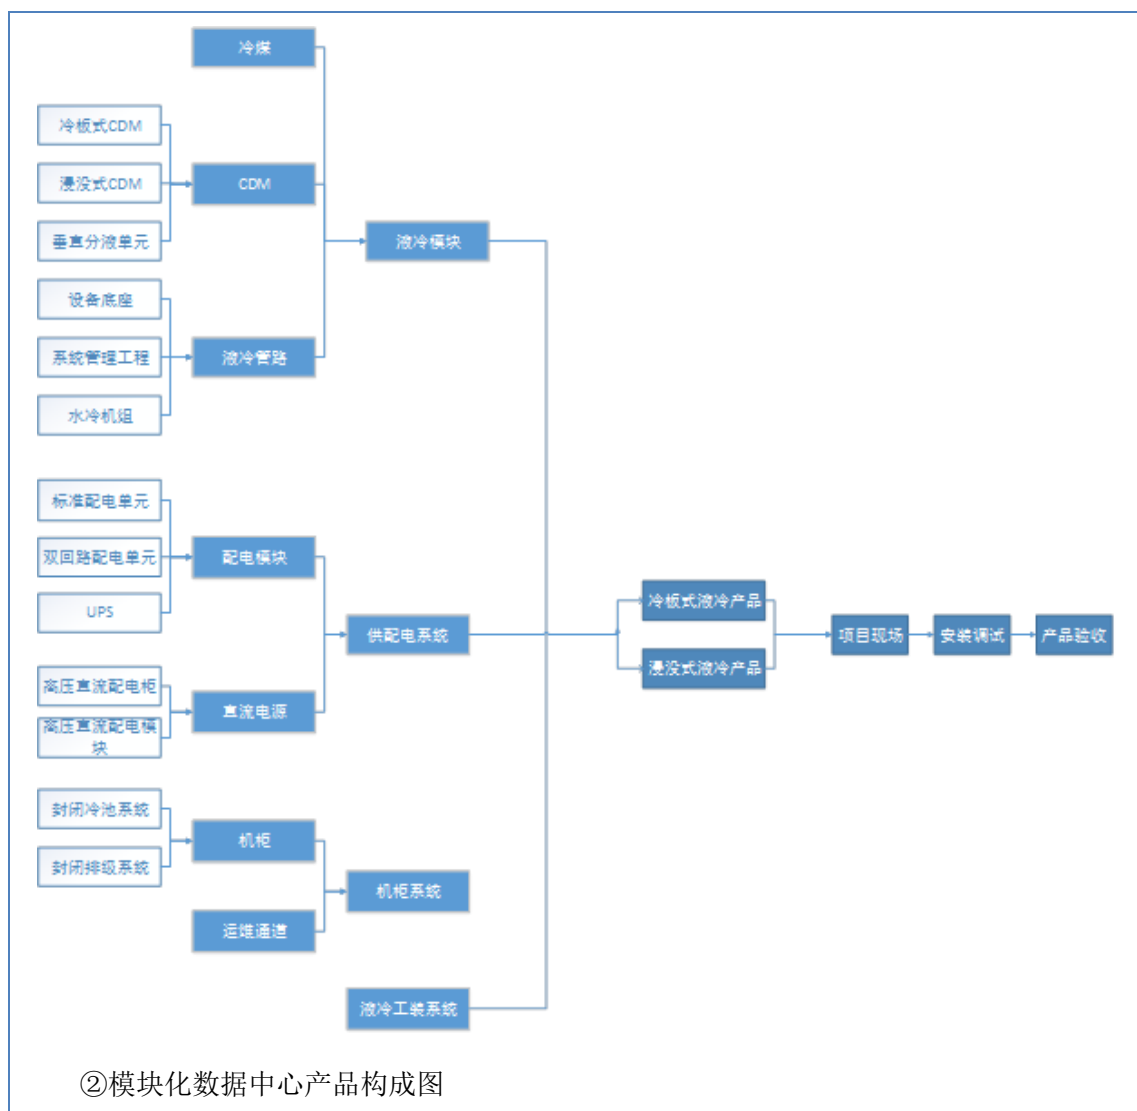 冷媒
冷板式CDM
浸没式CDM
CDM
垂直分液单元
液冷模块
设备底座
系统管理工程
液冷管路
水冷机组
标准配电单元
双回路配电单元
配电模块
UPS
供配电系统
冷板式液冷产品
浸没式液冷产品
项目现场
安装调试
产品验收
高压直流配电柜
高压直流配电模
块
直流电源
封闭冷池系统
封闭排级系统
机柜
机柜系统
运维通道
液冷工装系统
②模块化数据中心产品构成图